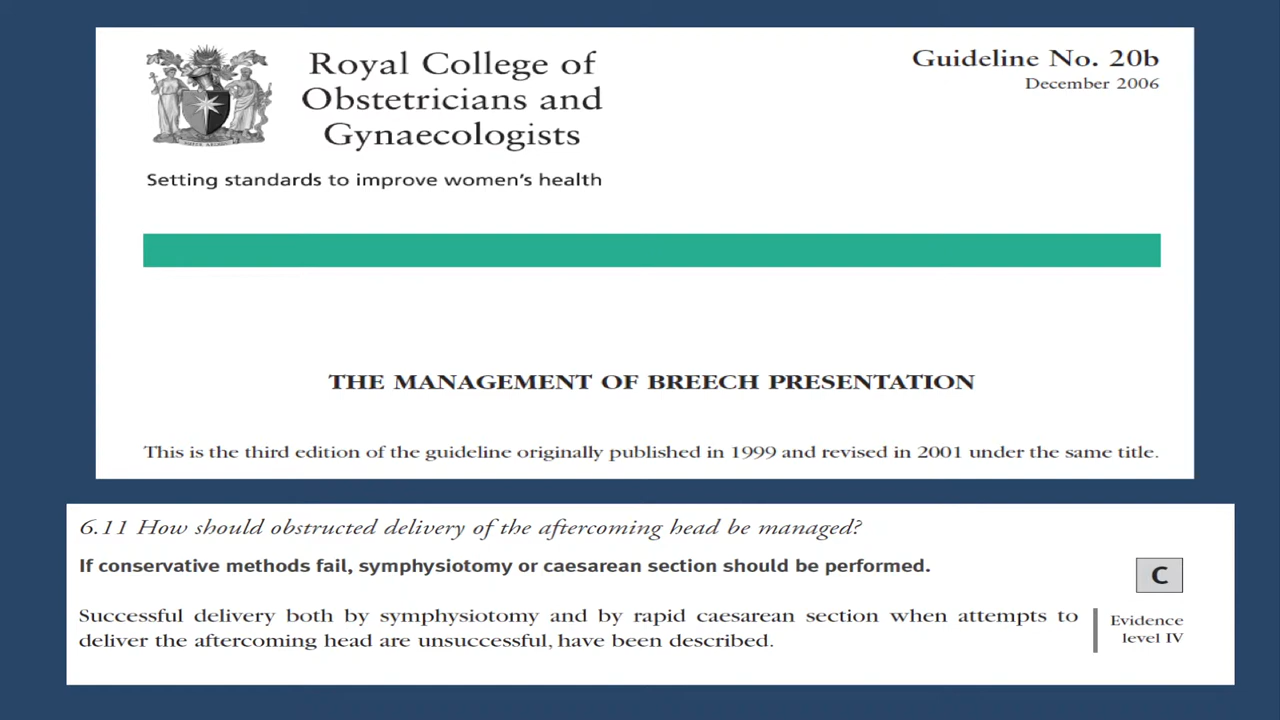 Royal College of
Obstetricians and
Gynaecologists
Setting standards to improve women's health
Guideline No. 20b
December 2006
THE MANAGEMENT OF BREECH PRESENTATION
This is the third edition of the guideline originally published in 1999 and revised in 2001 under the same title.
6.11 How should obstructed delivery of the aftercoming head be managed?
If conservative methods fail, symphysiotomy or caesarean section should be performed.
C
Successful delivery both by symphysiotomy and by rapid caesarean section when attempts to
deliver the aftercoming head are unsuccessful, have been described.
Evidence
level IV